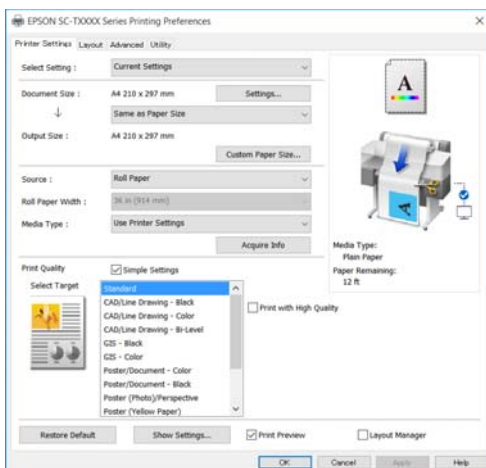 EPSON SC-TXXXX Series Printing Preferences
Printer Settings Layout Advanced Utility
Select Setting : Current Settings
Document Size : A4 210 x 297 mm Settings...
Same as Paper Size
Output Size : A4 210 x 297 mm
Custom Paper Size...
Source : Roll Paper
Roll Paper Width : 36 in (914 mm)
Media Type : Use Printer Settings
Acquire Info
A
Media Type:
Plain Paper
Paper Remaining:
12 ft
Print Quality Simple Settings
Select Target
Standard
CAD/Line Drawing - Black
CAD/Line Drawing - Color
CAD/Line Drawing - Bi-Level
GIS - Black
GIS - Color
Poster/Document - Color
Poster/Document - Black
Poster (Photo)/Perspective
Poster (Yellow Paper)
Print with High Quality
Restore Default Show Settings... Print Preview Layout Manager
OK Cancel Apply Help